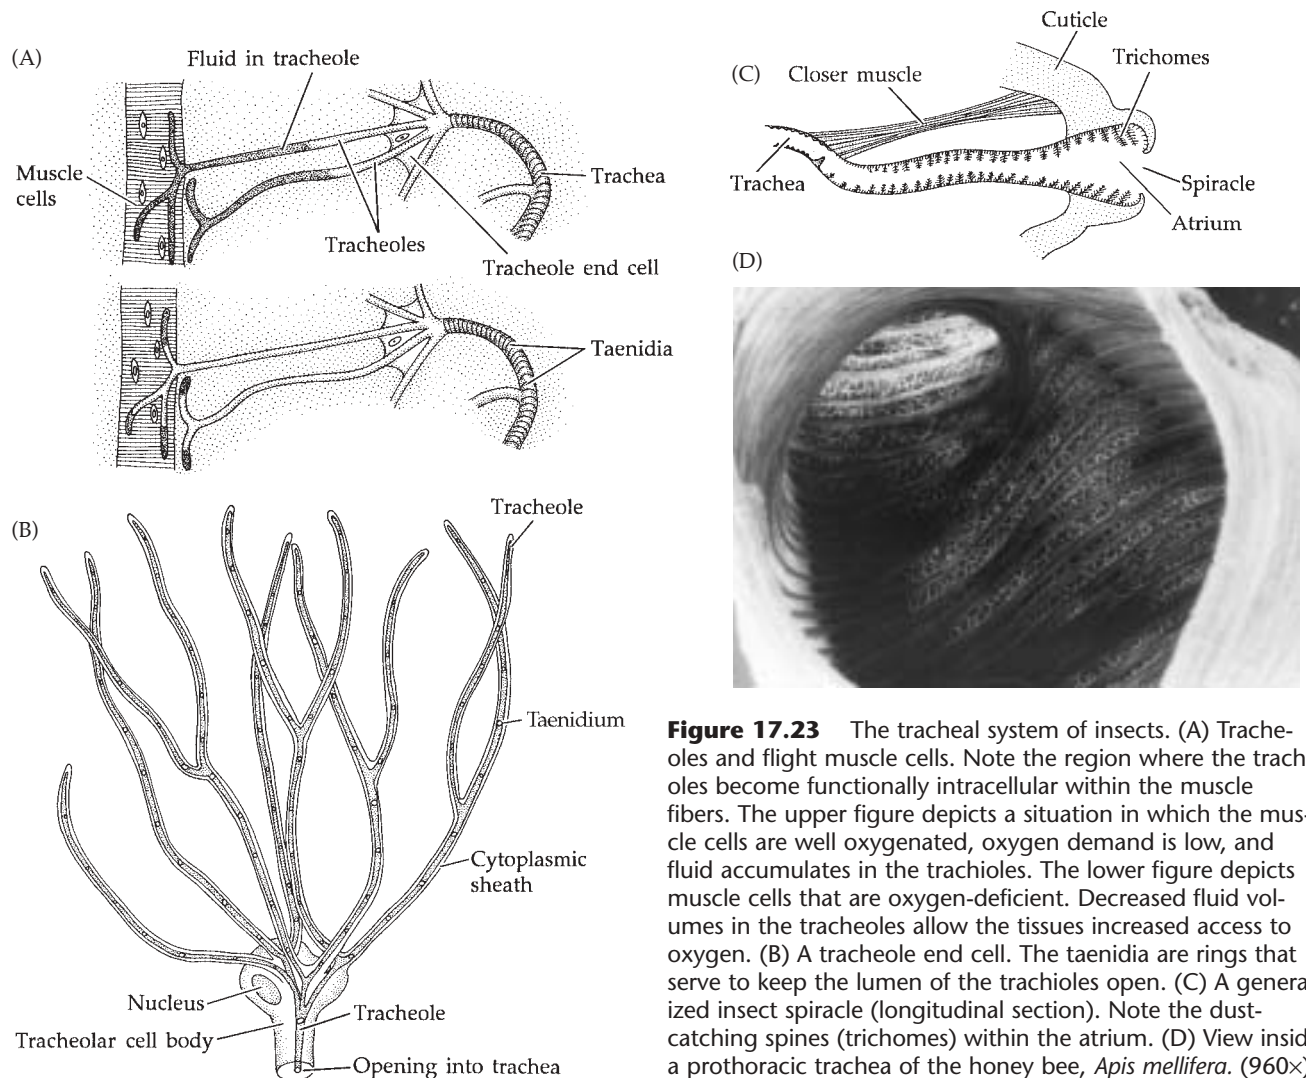 (A)
Fluid in tracheole
Muscle
cells
Trachea
Tracheoles
Tracheole end cell
Taenidia
(B)
Tracheole
Taenidium
Cytoplasmic
sheath
Nucleus
Tracheole
Tracheolar cell body
Opening into trachea
(C)
Cuticle
Trichomes
Closer muscle
Trachea
Spiracle
Atrium
(D)
Figure 17.23 The tracheal system of insects. (A) Trache-
oles and flight muscle cells. Note the region where the trach
oles become functionally intracellular within the muscle
fibers. The upper figure depicts a situation in which the mus-
cle cells are well oxygenated, oxygen demand is low, and
fluid accumulates in the trachioles. The lower figure depicts
muscle cells that are oxygen-deficient. Decreased fluid vol-
umes in the tracheoles allow the tissues increased access to
oxygen. (B) A tracheole end cell. The taenidia are rings that
serve to keep the lumen of the trachioles open. (C) A genera
ized insect spiracle (longitudinal section). Note the dust-
catching spines (trichomes) within the atrium. (D) View insid
a prothoracic trachea of the honey bee, Apis mellifera. (960×)